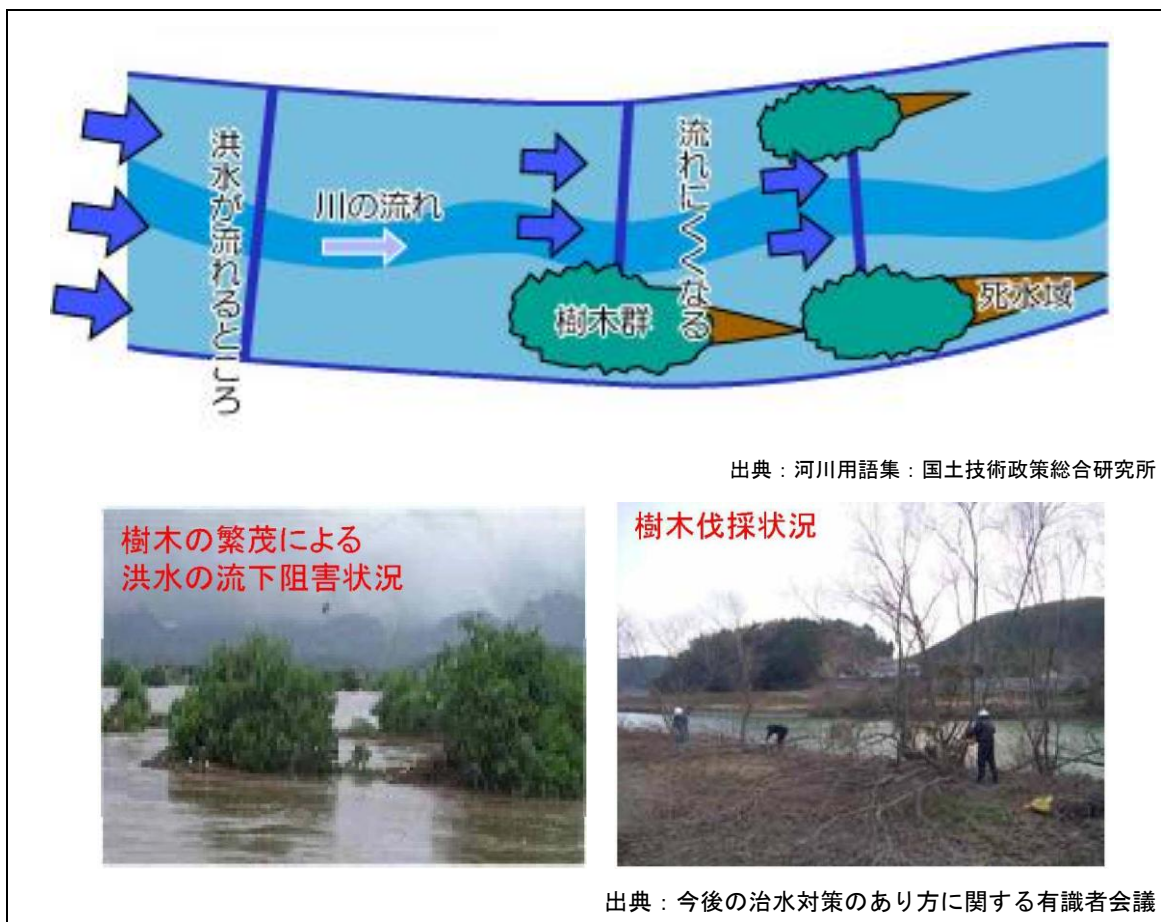 洪水が流れるところ
川の流れ
樹木群
流れにくくなる
死水域
出典：河川用語集：国土技術政策総合研究所
樹木の繁茂による
洪水の流下阻害状況
樹木伐採状況
出典：今後の治水対策のあり方に関する有識者会議